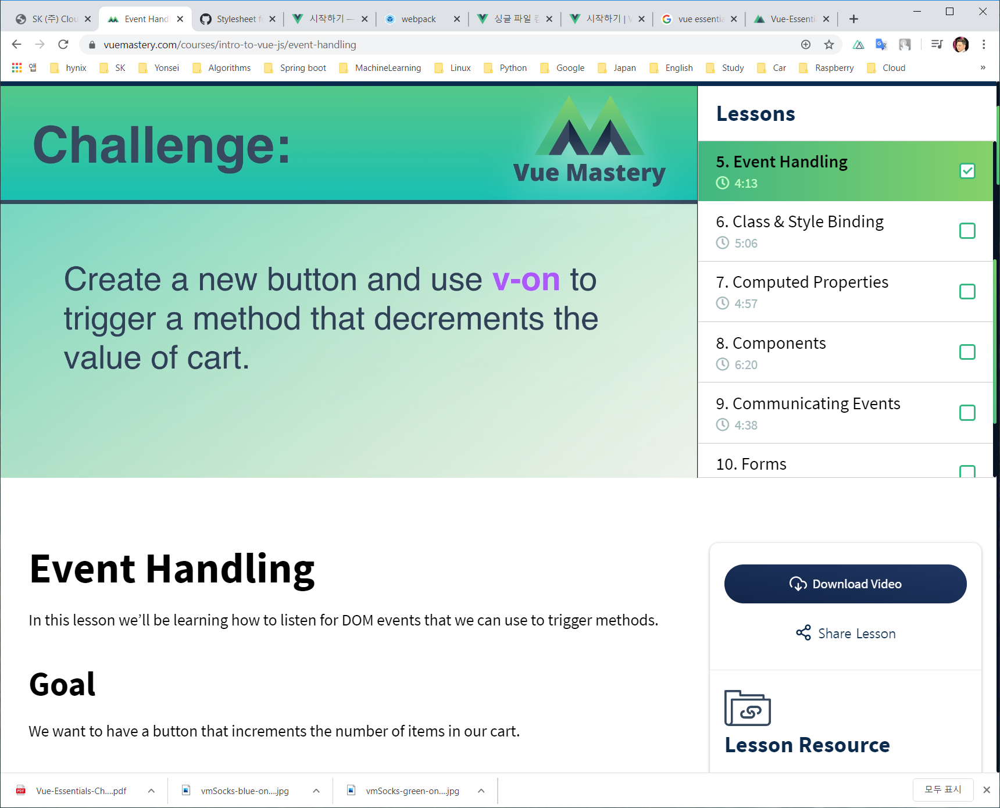 SK (주) Clou
Event Handl
Stylesheet f
시작하기 —
webpack
싱글 파일 컴
시작하기 | V
vue essentia
Vue-Essenti
vuemastery.com/courses/intro-to-vue-js/event-handling
앱
hynix
SK
Yonsei
Algorithms
Spring boot
MachineLearning
Linux
Python
Google
Japan
English
Study
Car
Raspberry
Cloud
»
Challenge:
Vue Mastery
Create a new button and use v-on to
trigger a method that decrements the
value of cart.
Lessons
5. Event Handling
4:13
6. Class & Style Binding
5:06
7. Computed Properties
4:57
8. Components
6:20
9. Communicating Events
4:38
10. Forms
Event Handling
In this lesson we’ll be learning how to listen for DOM events that we can use to trigger methods.
Goal
We want to have a button that increments the number of items in our cart.
Download Video
Share Lesson
Lesson Resource
PDF
Vue-Essentials-Ch....pdf
vmSocks-blue-on....jpg
vmSocks-green-on....jpg
모두 표시